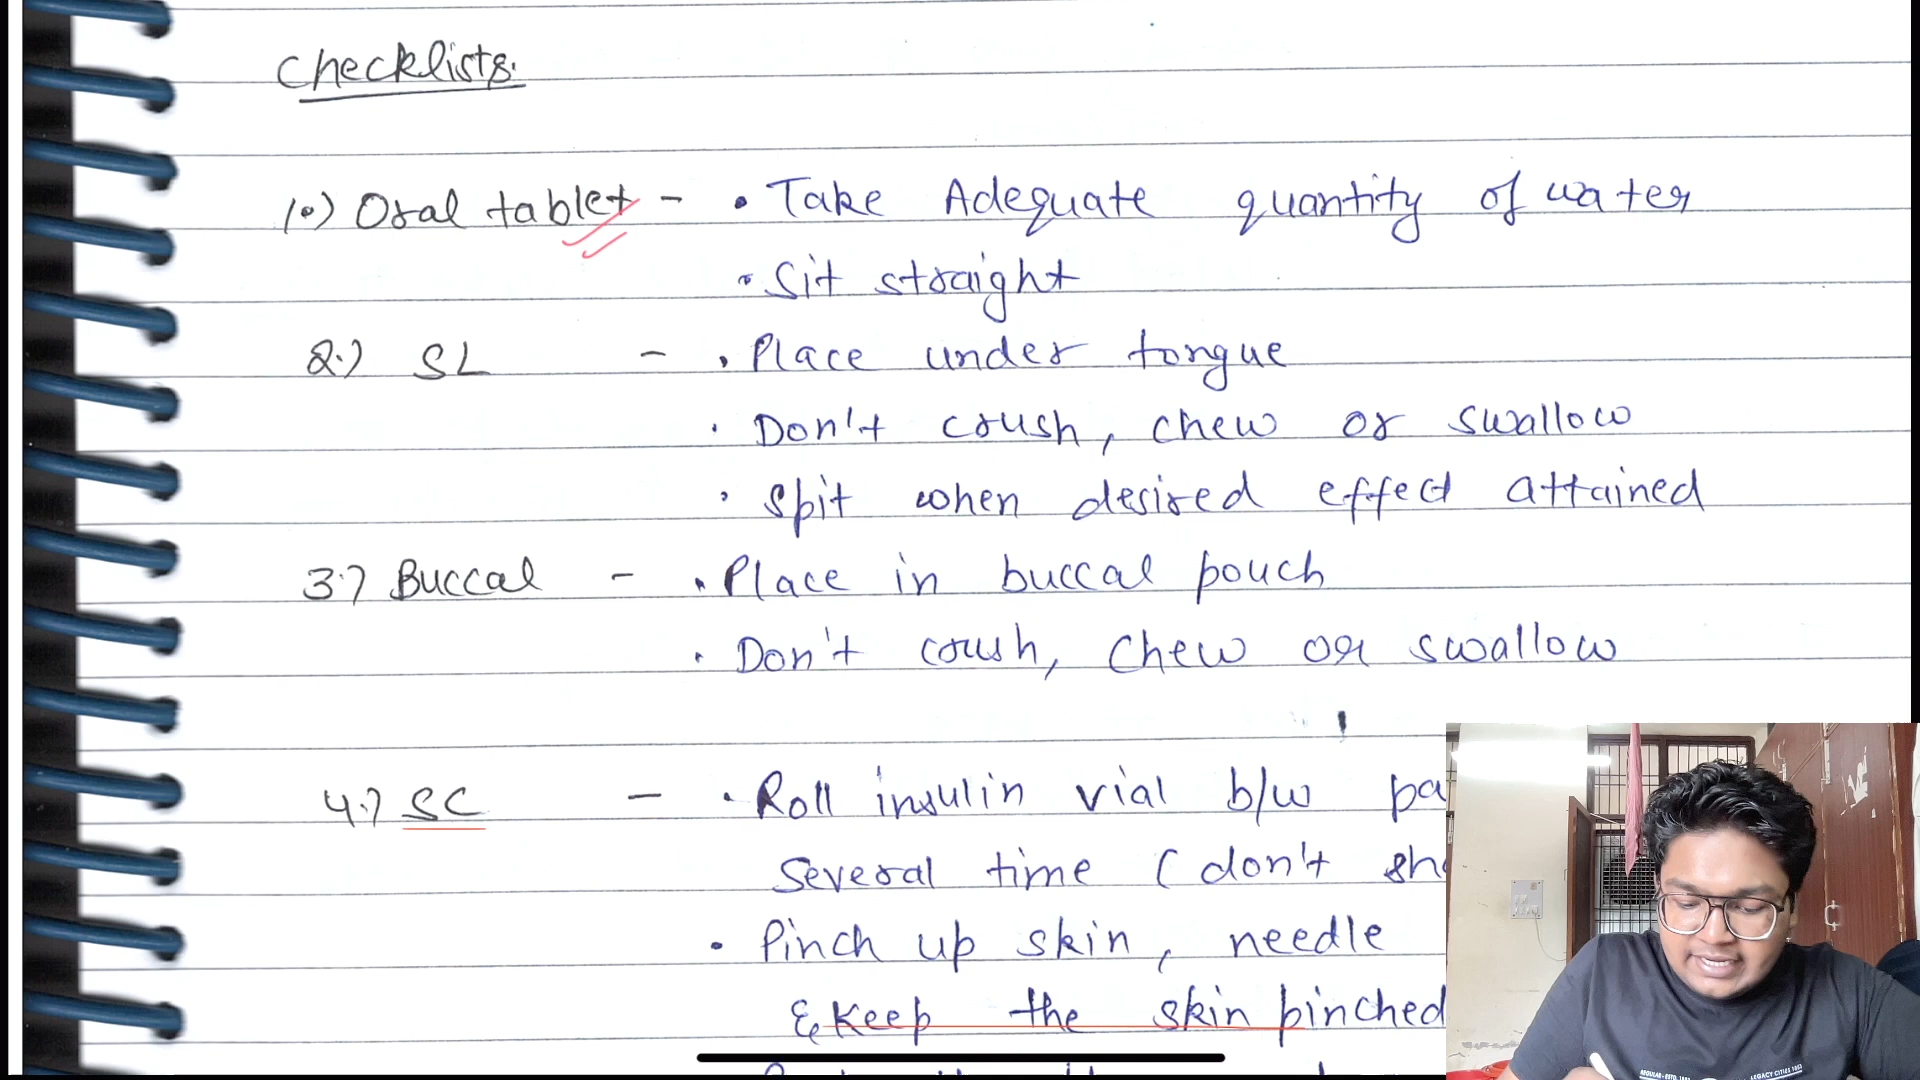 Checklists.
1.) Oral tablet - • Take Adequate quantity of water
• Sit straight
2.) SL - • Place under tongue
• Don't crush, chew or swallow
• Spit when desired effect attained
3.) Buccal - • Place in buccal pouch
• Don't crush, chew or swallow
4.) SC - • Roll insulin vial b/w pa
Several time (don't sh
• Pinch up skin, needle
& Keep the skin pinched